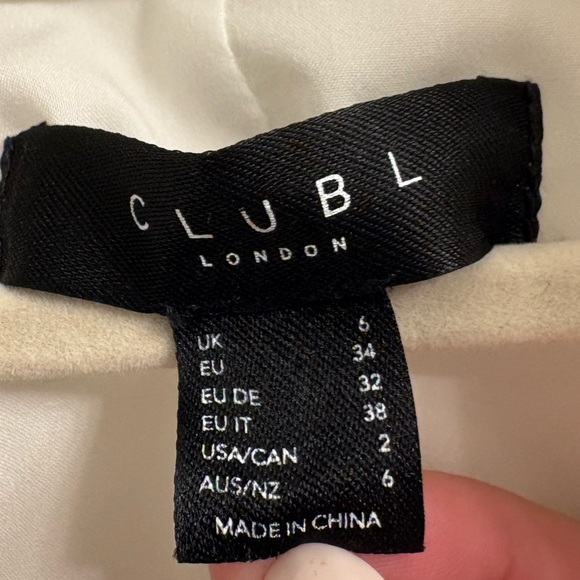 CLUB L
LONDON
UK 6
EU 34
EU DE 32
EU IT 38
USA/CAN 2
AUS/NZ 6
MADE IN CHINA